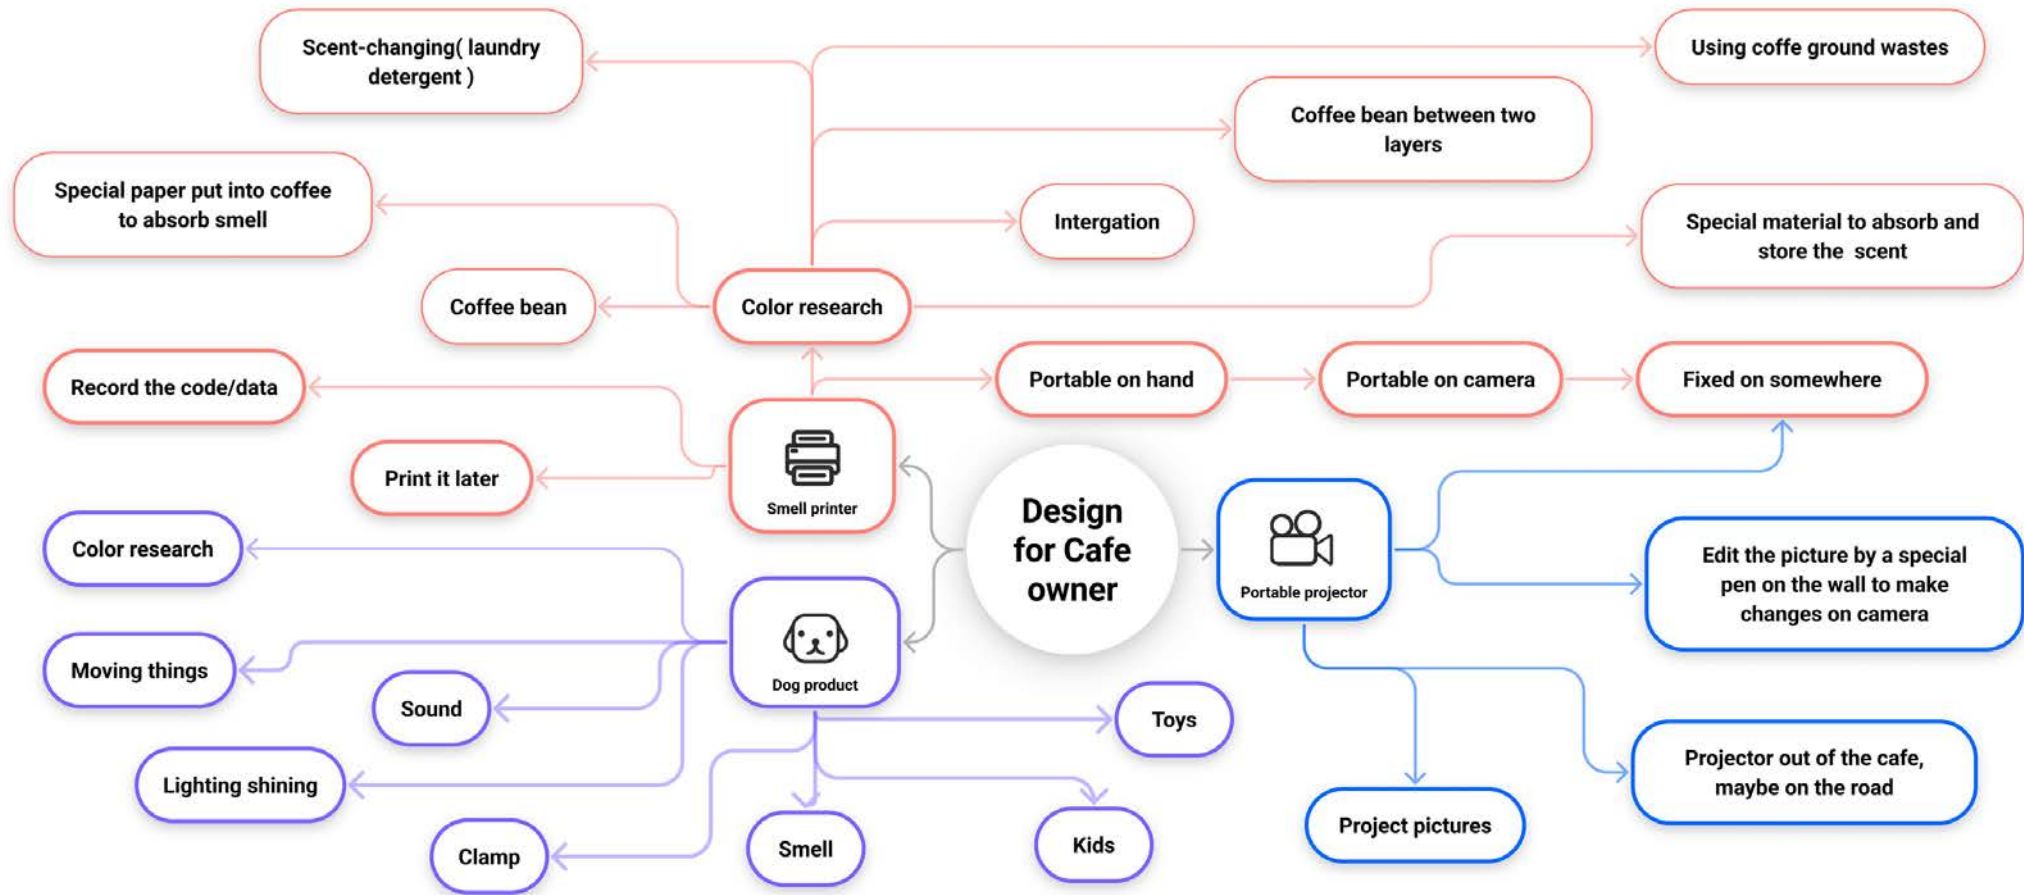 Scent-changing( laundry
detergent )
Using coffe ground wastes
Coffee bean between two
layers
Special paper put into coffee
to absorb smell
Intergation
Special material to absorb and
store the scent
Coffee bean
Color research
Record the code/data
Portable on hand
Portable on camera
Fixed on somewhere
Print it later
Smell printer
Design
for Cafe
owner
Portable projector
Color research
Edit the picture by a special
pen on the wall to make
changes on camera
Moving things
Sound
Dog product
Toys
Lighting shining
Projector out of the cafe,
maybe on the road
Clamp
Smell
Kids
Project pictures